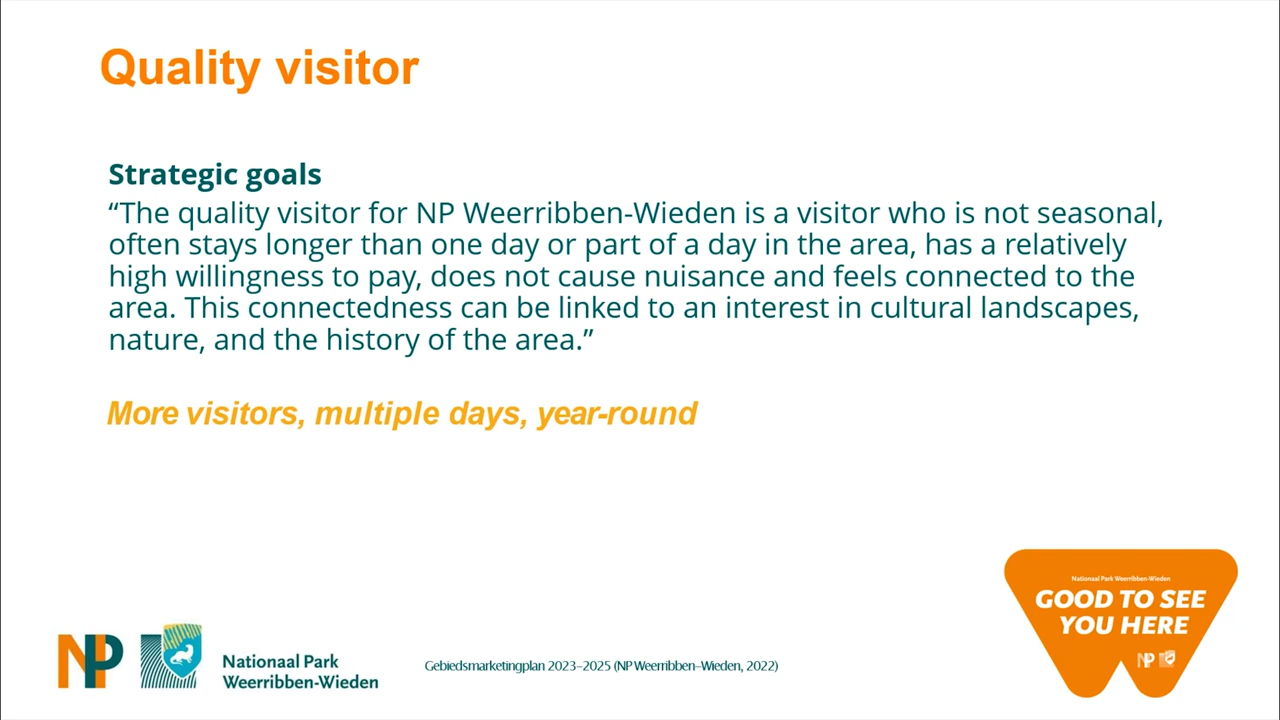 Quality visitor
Strategic goals
“The quality visitor for NP Weerribben-Wieden is a visitor who is not seasonal,
often stays longer than one day or part of a day in the area, has a relatively
high willingness to pay, does not cause nuisance and feels connected to the
area. This connectedness can be linked to an interest in cultural landscapes,
nature, and the history of the area.”
More visitors, multiple days, year-round
Nationaal Park Weerribben-Wieden
GOOD TO SEE
YOU HERE
NP
NP
Nationaal Park
Weerribben-Wieden
Gebiedsmarketingplan 2023–2025 (NP Weerribben–Wieden, 2022)